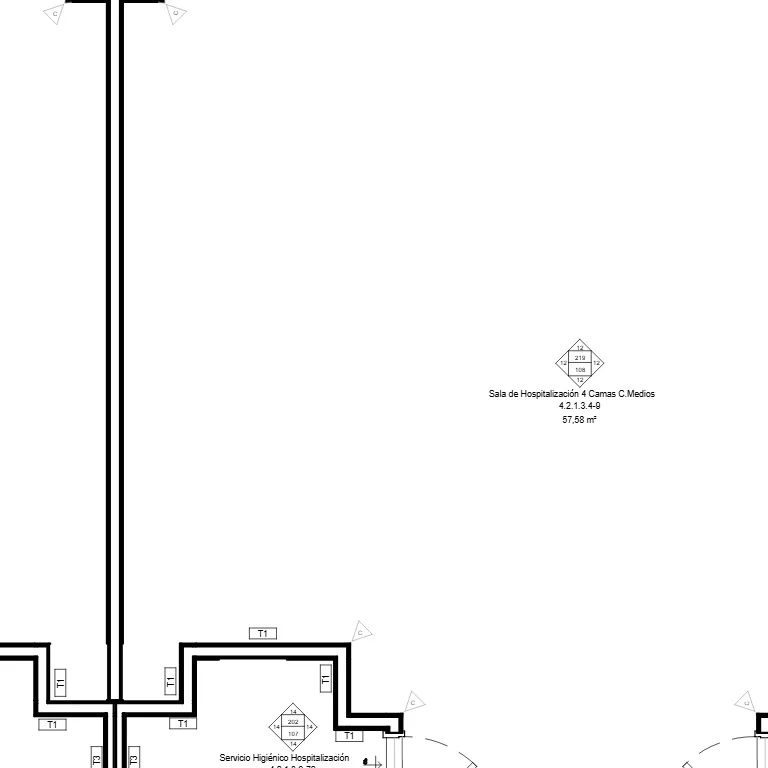 C
C
12
219
12
12
108
12
Sala de Hospitalización 4 Camas C.Medios
4.2.1.3.4-9
57,58 m²
T1
C
T1
T1
T1
C
C
T1
T1
T1
14
202
14
14
107
14
T3
T3
Servicio Higiénico Hospitalización